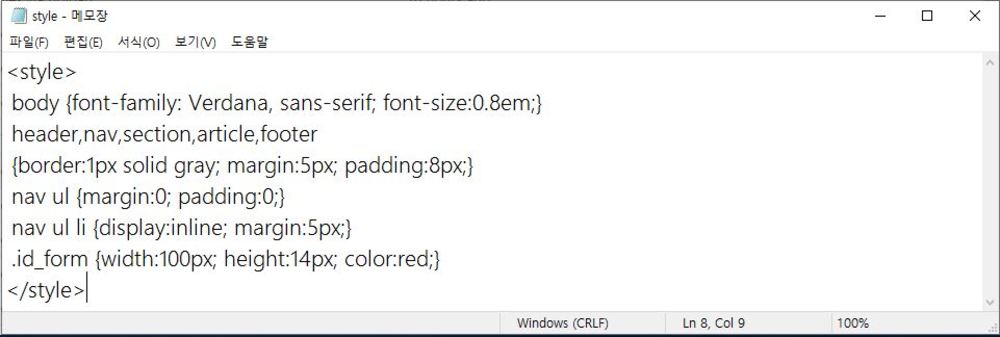 style - 메모장
파일(F) 편집(E) 서식(O) 보기(V) 도움말
<style>
body {font-family: Verdana, sans-serif; font-size:0.8em;}
header,nav,section,article,footer
{border:1px solid gray; margin:5px; padding:8px;}
nav ul {margin:0; padding:0;}
nav ul li {display:inline; margin:5px;}
.id_form {width:100px; height:14px; color:red;}
</style>
Windows (CRLF) Ln 8, Col 9 100%